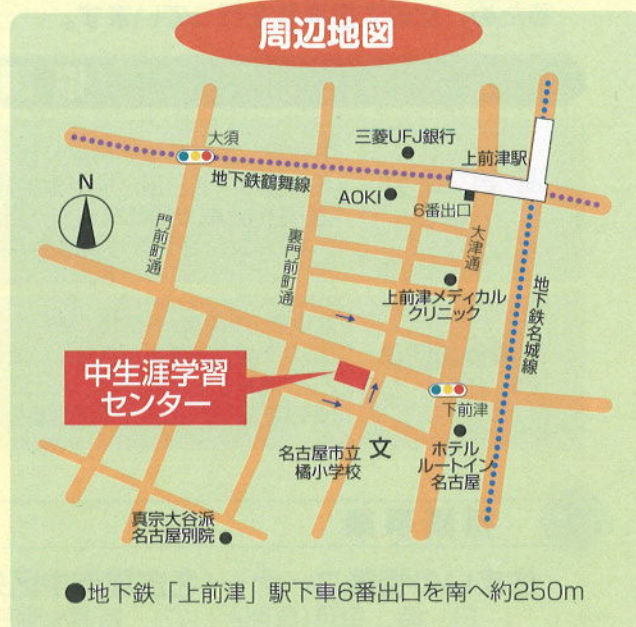 周辺地図
大須
三菱UFJ銀行
上前津駅
地下鉄鶴舞線
AOKI
6番出口
N
門前町通
裏門前町通
大津通
上前津メディカル
クリニック
地下鉄名城線
中生涯学習
センター
下前津
名古屋市立
橘小学校
文
ホテル
ルートイン
名古屋
真宗大谷派
名古屋別院
●地下鉄「上前津」駅下車6番出口を南へ約250m